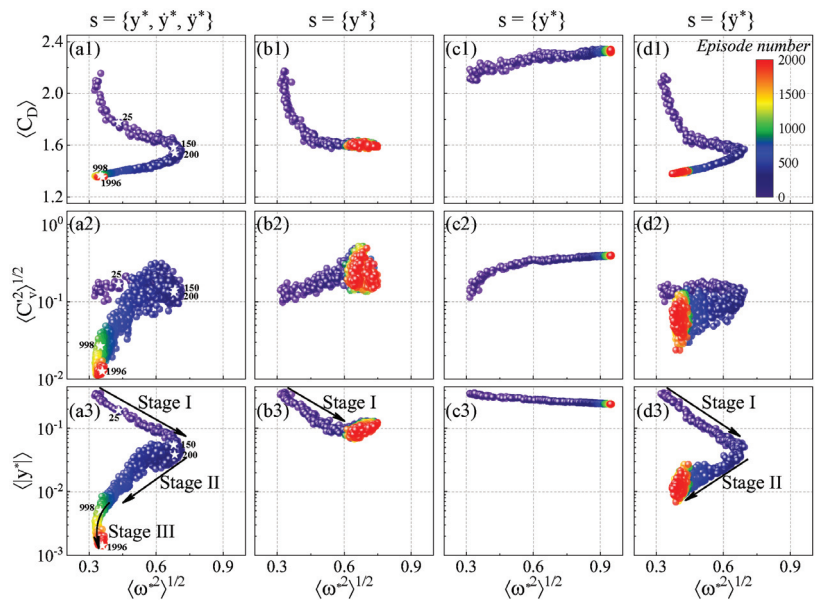 s = {y*, ẏ*, ÿ*}
s = {y*}
s = {ẏ*}
s = {ÿ*}
Episode number
2000
1500
1000
500
0
2.4
2.0
1.6
1.2
⟨C_D⟩
(a1)
25
150
200
998
1996
(b1)
(c1)
(d1)
10^0
10^-1
10^-2
⟨C'^2_v⟩^1/2
(a2)
25
150
200
998
1996
(b2)
(c2)
(d2)
10^-1
10^-2
10^-3
⟨|y*|⟩
(a3)
Stage I
25
150
200
Stage II
998
Stage III
1996
(b3)
Stage I
(c3)
(d3)
Stage I
Stage II
0.3 0.6 0.9
0.3 0.6 0.9
0.3 0.6 0.9
0.3 0.6 0.9
⟨ω*^2⟩^1/2
⟨ω*^2⟩^1/2
⟨ω*^2⟩^1/2
⟨ω*^2⟩^1/2